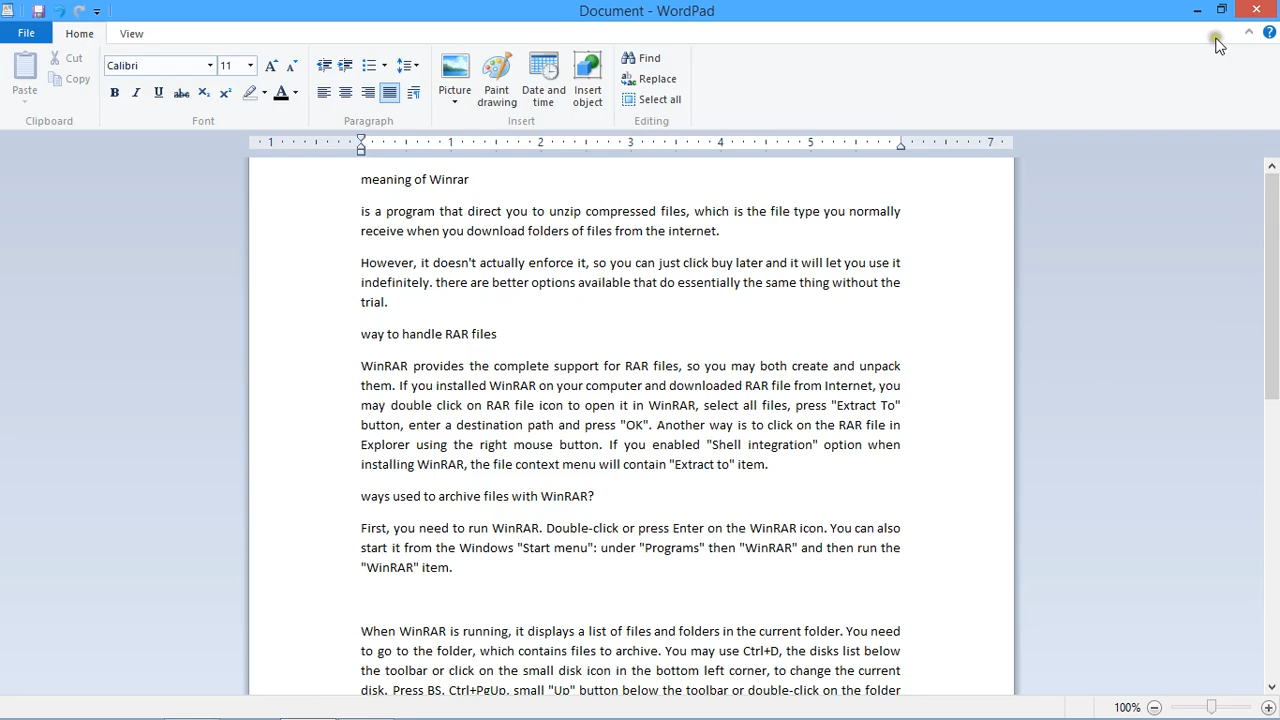 Document - WordPad
File Home View
Paste Cut Copy Clipboard
Calibri 11 Font
Paragraph
Picture Paint drawing Date and time Insert object Insert
Find Replace Select all Editing
1 1 2 3 4 5 7
meaning of Winrar
is a program that direct you to unzip compressed files, which is the file type you normally
receive when you download folders of files from the internet.
However, it doesn't actually enforce it, so you can just click buy later and it will let you use it
indefinitely. there are better options available that do essentially the same thing without the
trial.
way to handle RAR files
WinRAR provides the complete support for RAR files, so you may both create and unpack
them. If you installed WinRAR on your computer and downloaded RAR file from Internet, you
may double click on RAR file icon to open it in WinRAR, select all files, press "Extract To"
button, enter a destination path and press "OK". Another way is to click on the RAR file in
Explorer using the right mouse button. If you enabled "Shell integration" option when
installing WinRAR, the file context menu will contain "Extract to" item.
ways used to archive files with WinRAR?
First, you need to run WinRAR. Double-click or press Enter on the WinRAR icon. You can also
start it from the Windows "Start menu": under "Programs" then "WinRAR" and then run the
"WinRAR" item.
When WinRAR is running, it displays a list of files and folders in the current folder. You need
to go to the folder, which contains files to archive. You may use Ctrl+D, the disks list below
the toolbar or click on the small disk icon in the bottom left corner, to change the current
disk. Press BS, Ctrl+PgUp, small "Up" button below the toolbar or double-click on the folder
100%